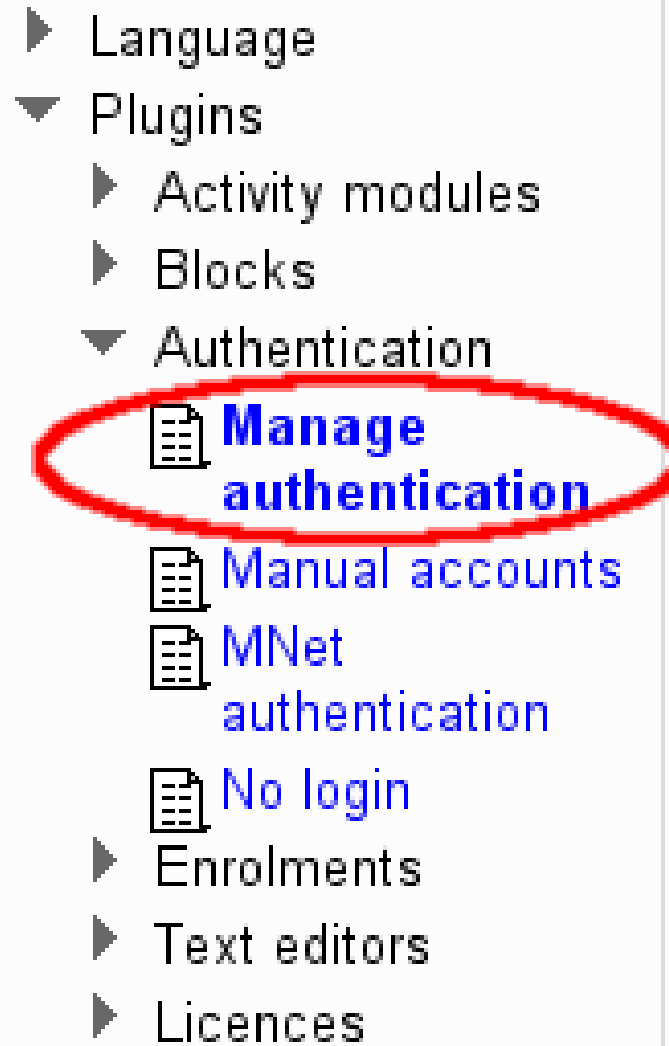 Language
Plugins
Activity modules
Blocks
Authentication
Manage
authentication
Manual accounts
MNet
authentication
No login
Enrolments
Text editors
Licences